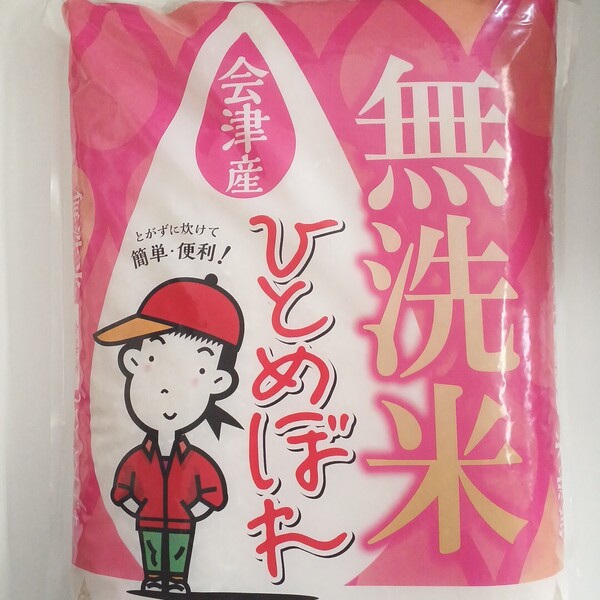 無洗米
会津産
ひとめぼれ
とがずに炊けて
簡単・便利!